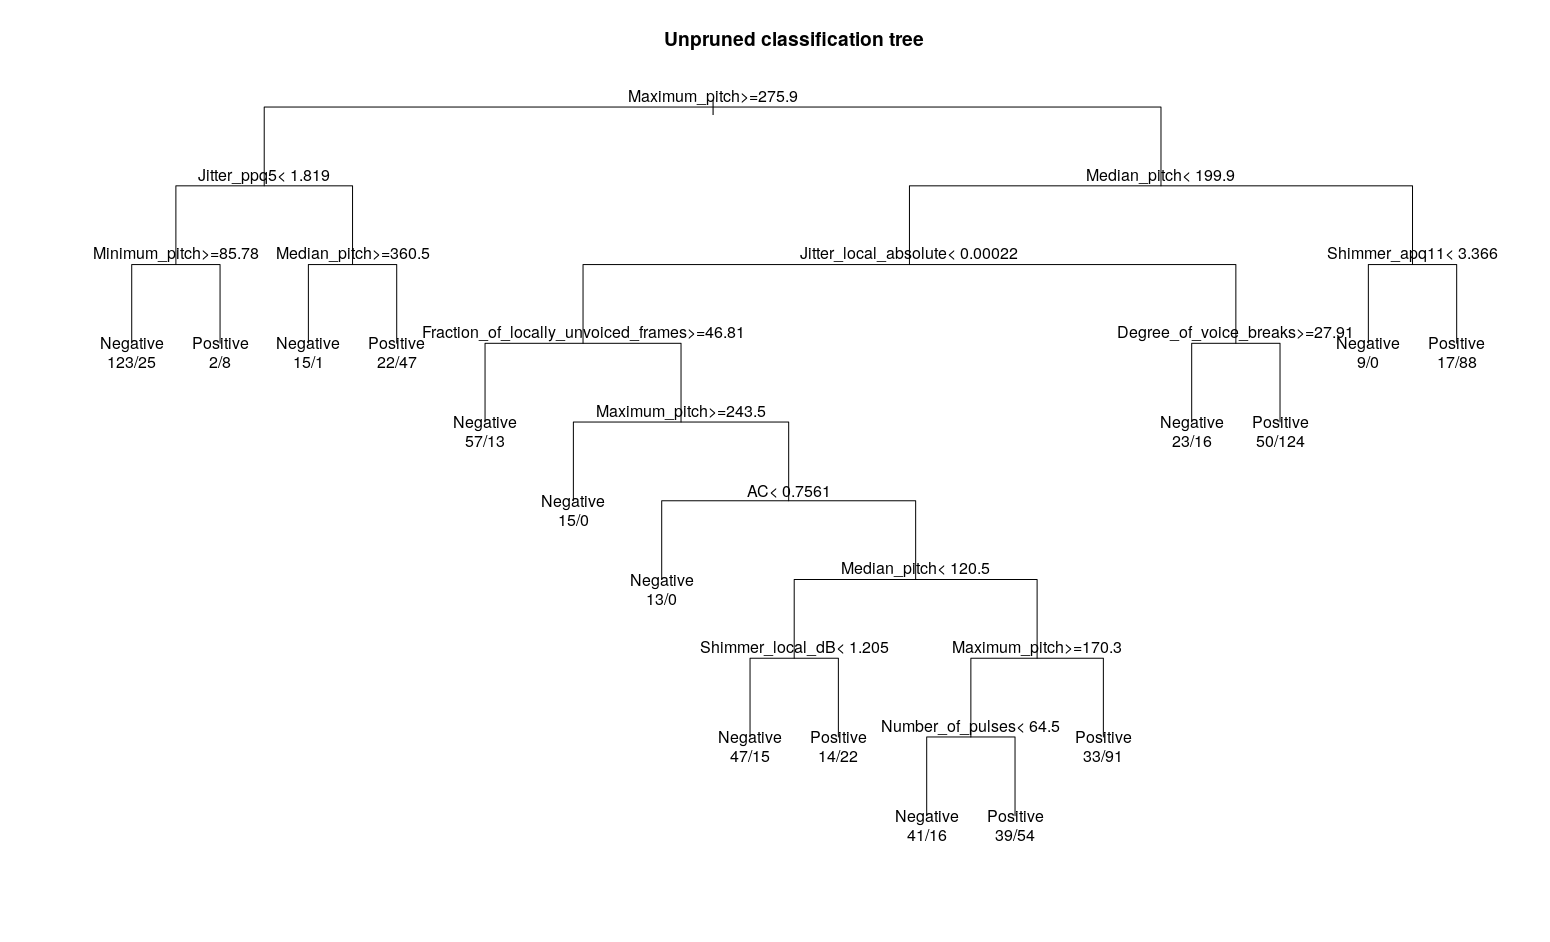 Unpruned classification tree
Maximum_pitch>=275.9
Jitter_ppq5< 1.819
Median_pitch< 199.9
Minimum_pitch>=85.78
Median_pitch>=360.5
Jitter_local_absolute< 0.00022
Shimmer_apq11< 3.366
Negative
123/25
Positive
2/8
Negative
15/1
Positive
22/47
Fraction_of_locally_unvoiced_frames>=46.81
Degree_of_voice_breaks>=27.91
Negative
9/0
Positive
17/88
Negative
57/13
Maximum_pitch>=243.5
Negative
23/16
Positive
50/124
Negative
15/0
AC< 0.7561
Negative
13/0
Median_pitch< 120.5
Shimmer_local_dB< 1.205
Maximum_pitch>=170.3
Negative
47/15
Positive
14/22
Number_of_pulses< 64.5
Positive
33/91
Negative
41/16
Positive
39/54